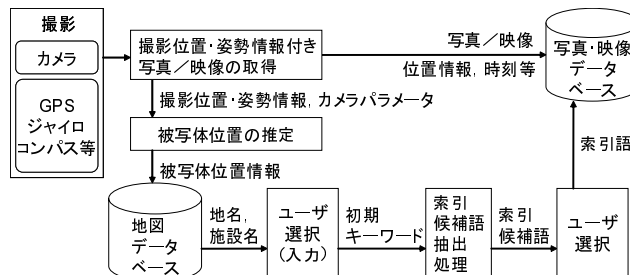 撮影
カメラ
GPS
ジャイロ
コンパス等
撮影位置・姿勢情報付き
写真／映像の取得
写真／映像
位置情報，時刻等
写真・映像
データ
ベース
撮影位置・姿勢情報，カメラパラメータ
被写体位置の推定
被写体位置情報
索引語
地図
データ
ベース
地名，
施設名
ユーザ
選択
（入力）
初期
キーワード
索引
候補語
抽出
処理
索引
候補語
ユーザ
選択